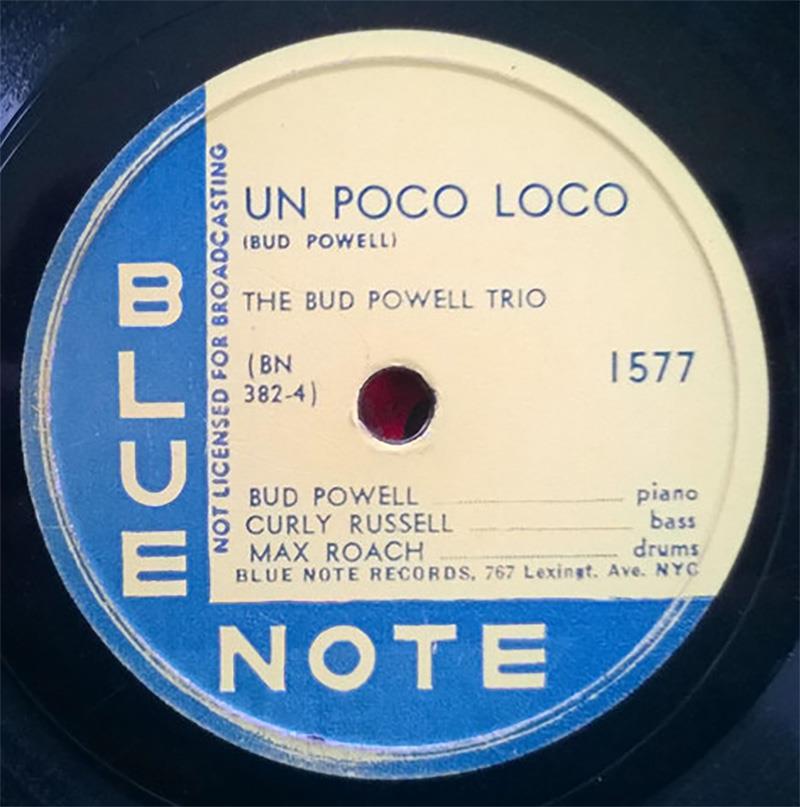 UN POCO LOCO
(BUD POWELL)
THE BUD POWELL TRIO
(BN
382-4)
1577
BUD POWELL piano
CURLY RUSSELL bass
MAX ROACH drums
BLUE NOTE RECORDS, 767 Lexingt. Ave. NYC
NOT LICENSED FOR BROADCASTING
BLUE
NOTE